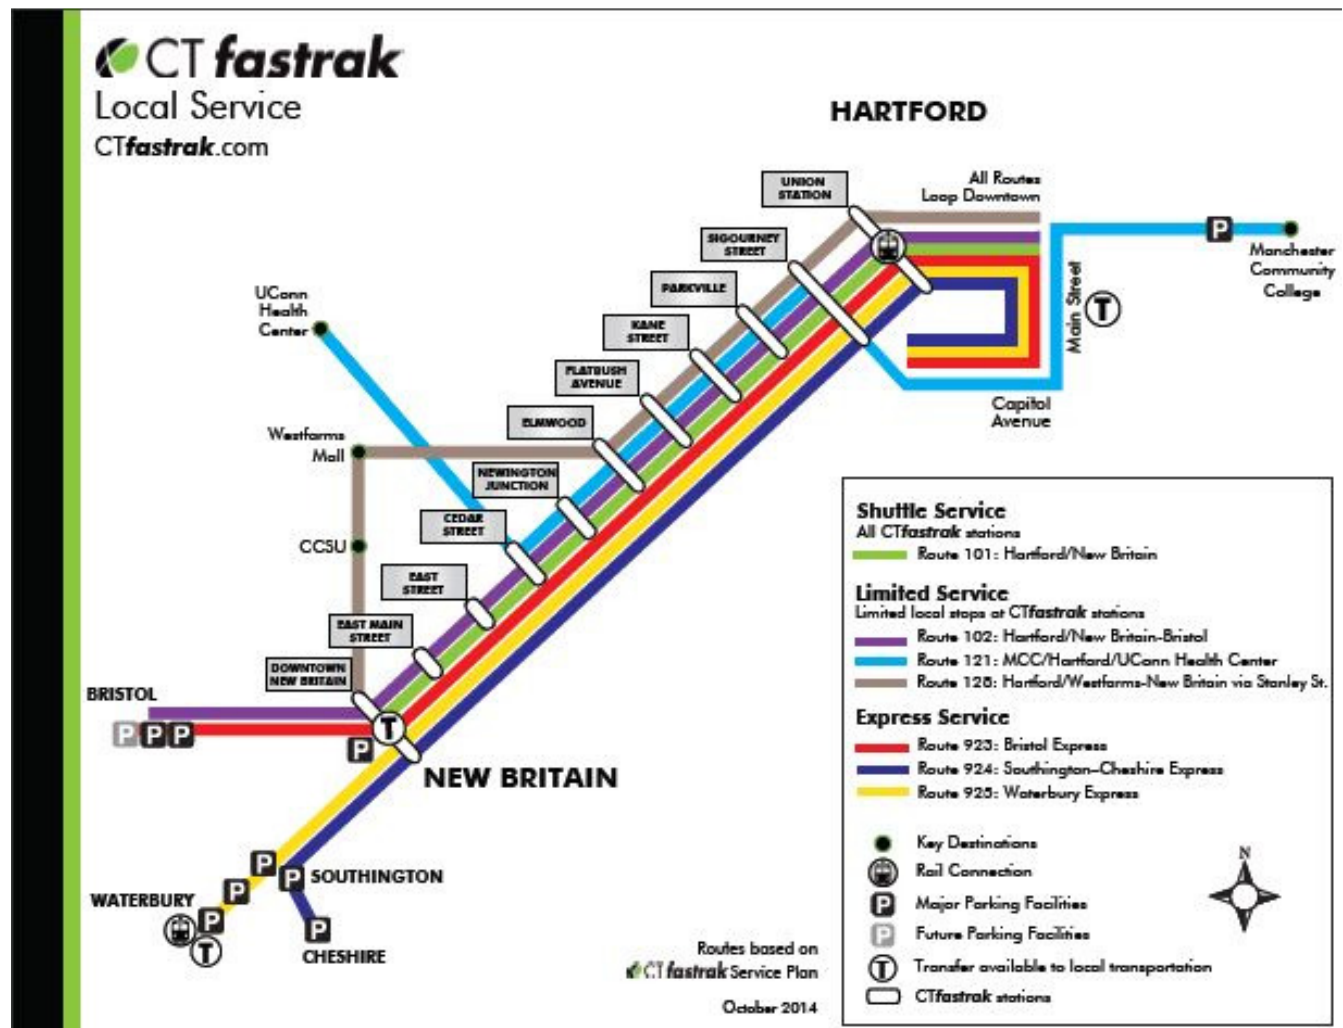 CT fastrak
Local Service
CTfastrak.com
HARTFORD
UNION
STATION
All Routes
Loop Downtown
SIGOURNEY
STREET
Manchester
Community
College
Main Street
T
P
PARKVILLE
UConn
Health
Center
KANE
STREET
FLATBUSH
AVENUE
Capitol
Avenue
ELMWOOD
Westfarms
Mall
NEWINGTON
JUNCTION
CEDAR
STREET
CCSU
EAST
STREET
EAST MAIN
STREET
DOWNTOWN
NEW BRITAIN
BRISTOL
P P P
P
T
NEW BRITAIN
P
P
P
P
SOUTHINGTON
WATERBURY
T
P
CHESHIRE
Routes based on
CTfastrak Service Plan
October 2014
Shuttle Service
All CTfastrak stations
Route 101: Hartford/New Britain
Limited Service
Limited local stops at CTfastrak stations
Route 102: Hartford/New Britain-Bristol
Route 121: MCC/Hartford/UConn Health Center
Route 128: Hartford/Westfarms-New Britain via Stanley St.
Express Service
Route 923: Bristol Express
Route 924: Southington–Cheshire Express
Route 925: Waterbury Express
Key Destinations
Rail Connection
P Major Parking Facilities
P Future Parking Facilities
T Transfer available to local transportation
CTfastrak stations
N